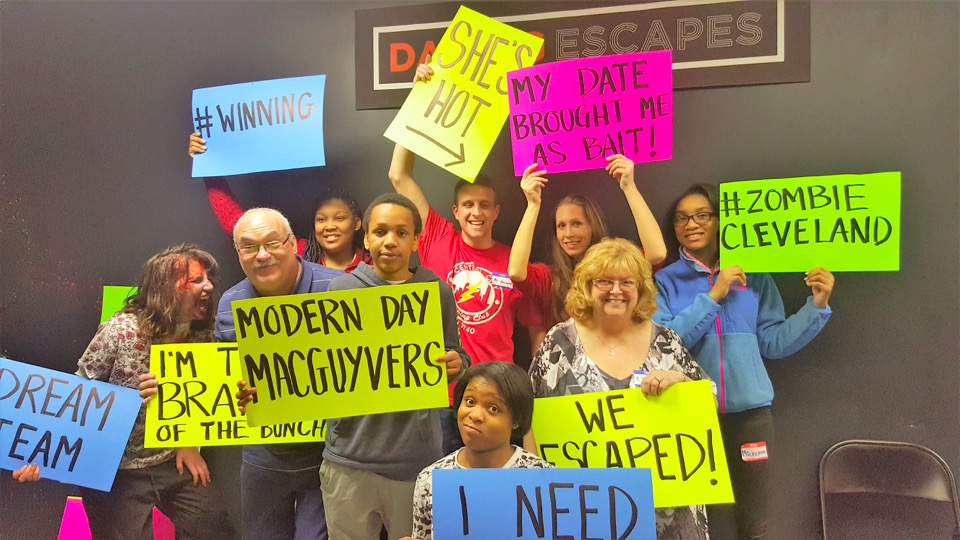 ESCAPES
SHE'S
HOT
MY DATE
BROUGHT ME
AS BAIT!
#WINNING
#ZOMBIE
CLEVELAND
MODERN DAY
MACGUYVERS
I'M
OF THE BUNCH
DREAM
TEAM
WE
ESCAPED!
I NEED